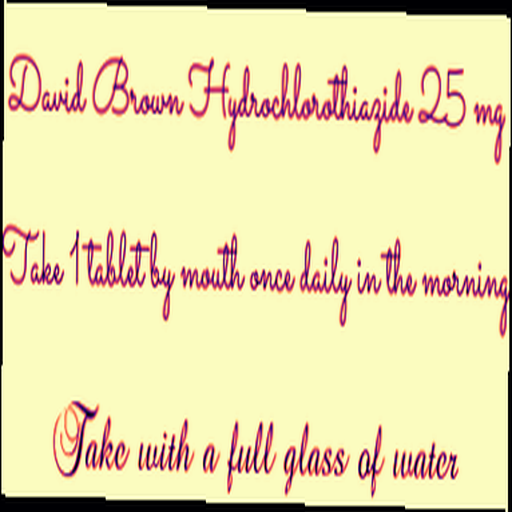 David Brown Hydrochlorothiazide 25 mg
Take 1 tablet by mouth once daily in the morning
Take with a full glass of water